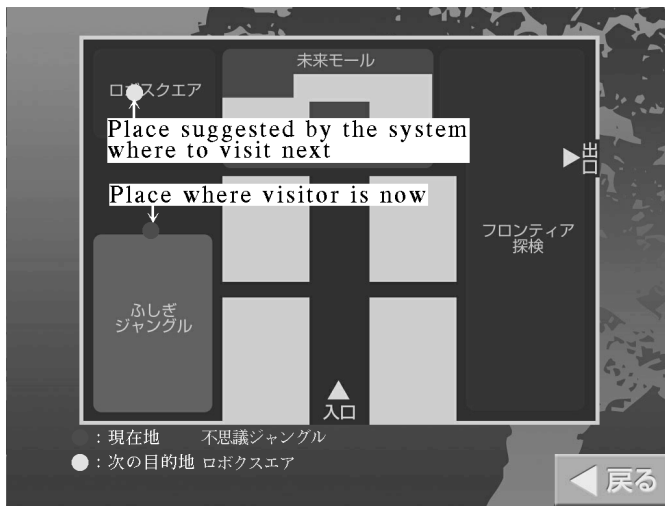 未来モール
ロボスクエア
Place suggested by the system
where to visit next
出口
Place where visitor is now
フロンティア
探検
ふしぎ
ジャングル
入口
: 現在地 不思議ジャングル
: 次の目的地 ロボクスエア
戻る